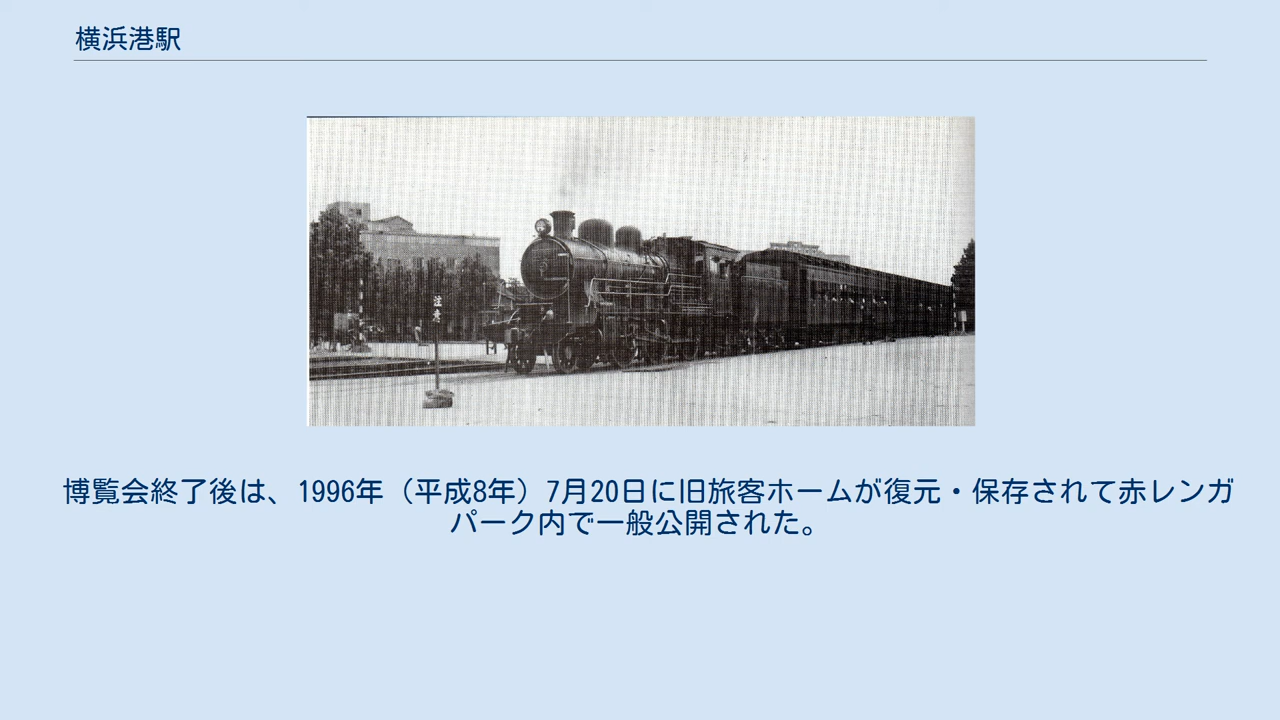 横浜港駅
注意
博覧会終了後は、1996年（平成8年）7月20日に旧旅客ホームが復元・保存されて赤レンガ
パーク内で一般公開された。